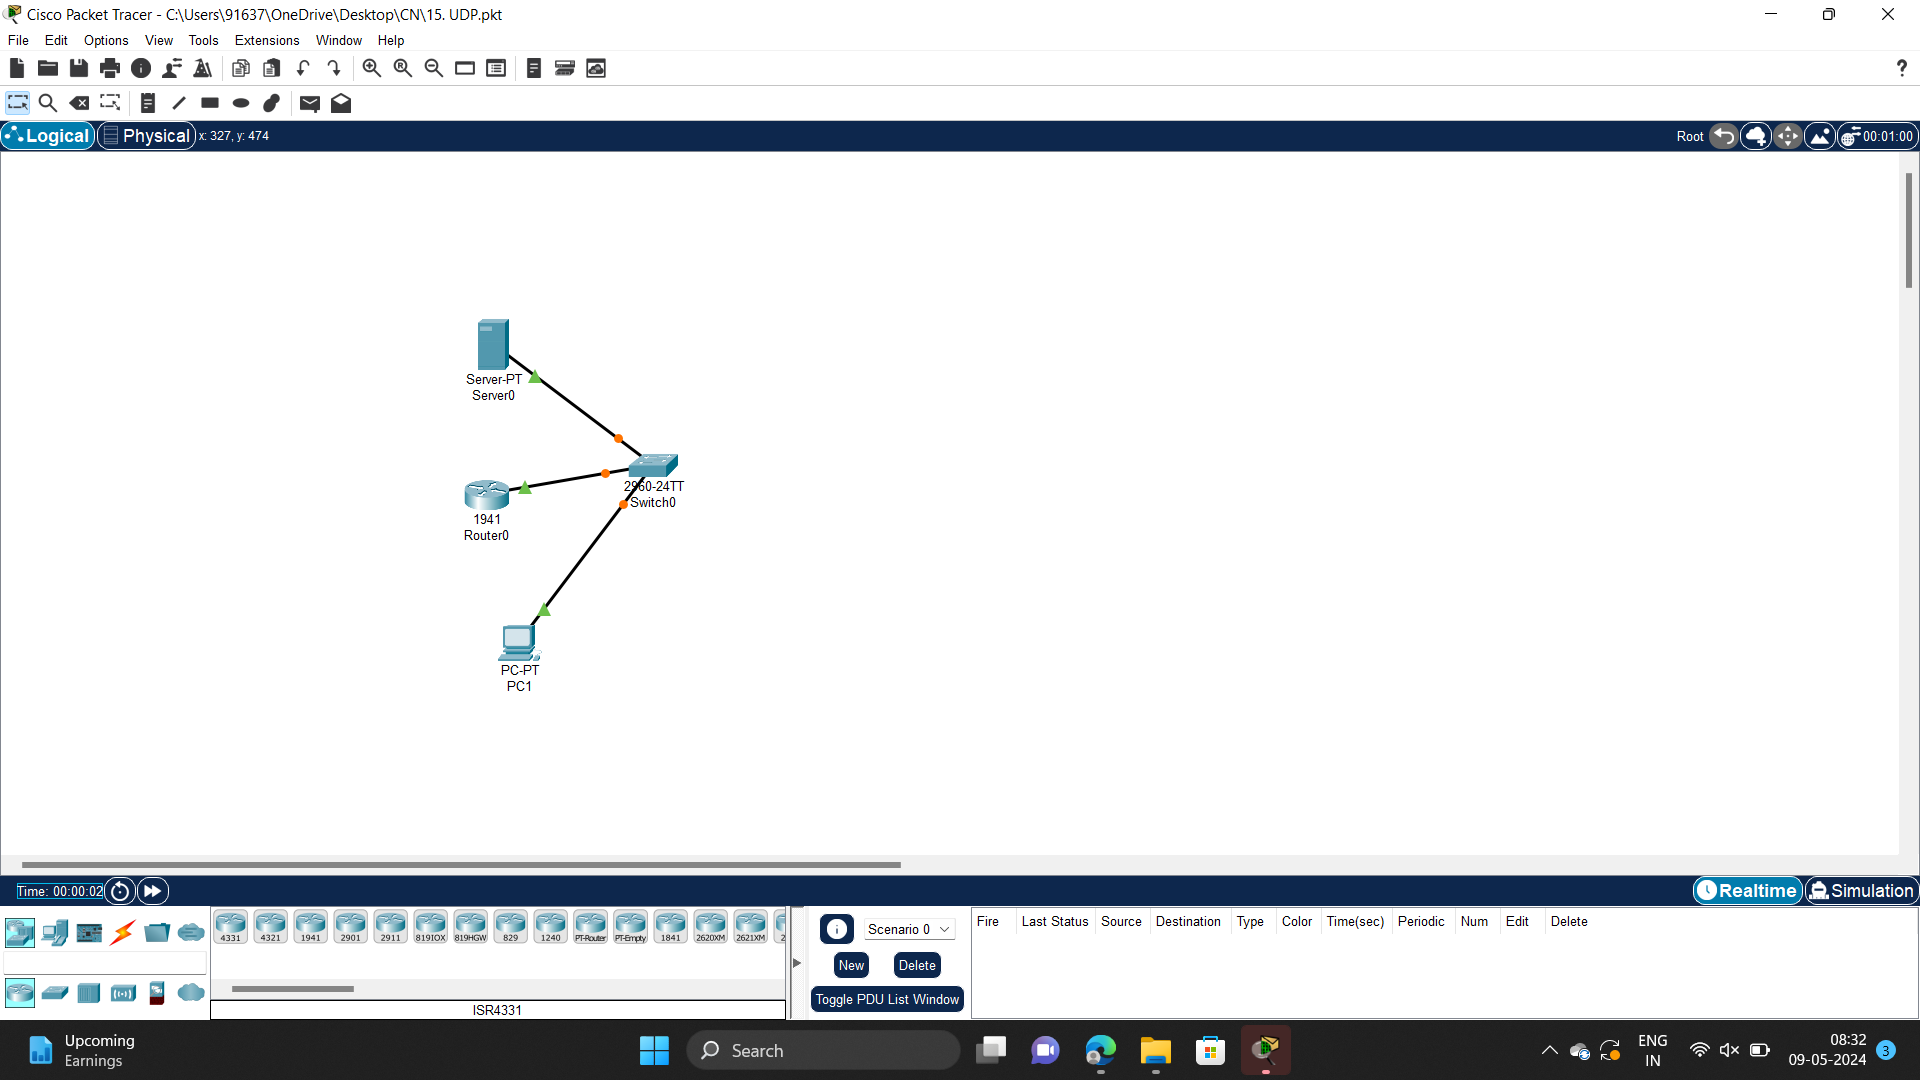 Cisco Packet Tracer - C:\Users\91637\OneDrive\Desktop\CN\15. UDP.pkt
File Edit Options View Tools Extensions Window Help
?
Logical Physical x: 327, y: 474 Root 00:01:00
Server-PT
Server0
2960-24TT
Switch0
1941
Router0
PC-PT
PC1
Time: 00:00:02 Realtime Simulation
4331 4321 1941 2901 2911 819IOX 819HGW 829 1240 PT-Router PT-Empty 1841 2620XM 2621XM 2
ISR4331
Scenario 0
New Delete
Toggle PDU List Window
Fire Last Status Source Destination Type Color Time(sec) Periodic Num Edit Delete
Upcoming
Earnings
Search
ENG
IN
08:32
09-05-2024
3